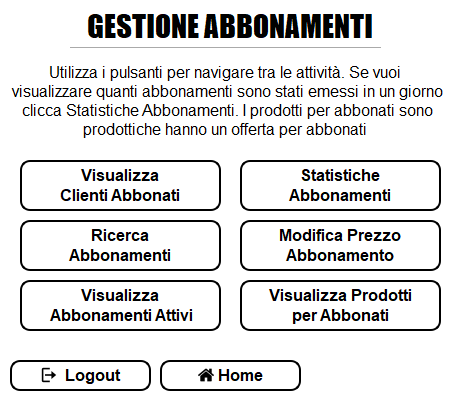 GESTIONE ABBONAMENTI
Utilizza i pulsanti per navigare tra le attività. Se vuoi
visualizzare quanti abbonamenti sono stati emessi in un giorno
clicca Statistiche Abbonamenti. I prodotti per abbonati sono
prodottiche hanno un offerta per abbonati
Visualizza
Clienti Abbonati
Statistiche
Abbonamenti
Ricerca
Abbonamenti
Modifica Prezzo
Abbonamento
Visualizza
Abbonamenti Attivi
Visualizza Prodotti
per Abbonati
Logout
Home